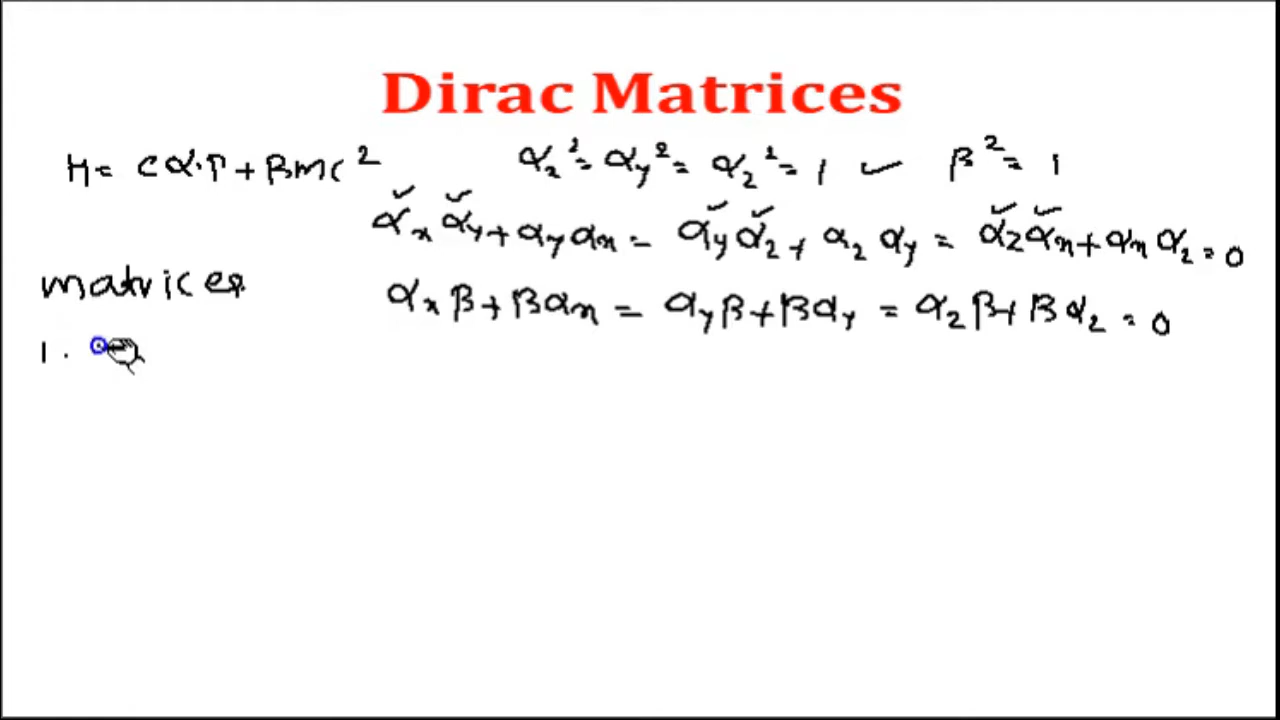 Dirac Matrices
H= cα·P+βmc² αx²=αy²=αz²=1 ✓ β²=1
αxαy+αyαx=αyαz+αzαy=αzαx+αxαz=0
matrices
αxβ+βαx=αyβ+βαy=αzβ+βαz=0
1.